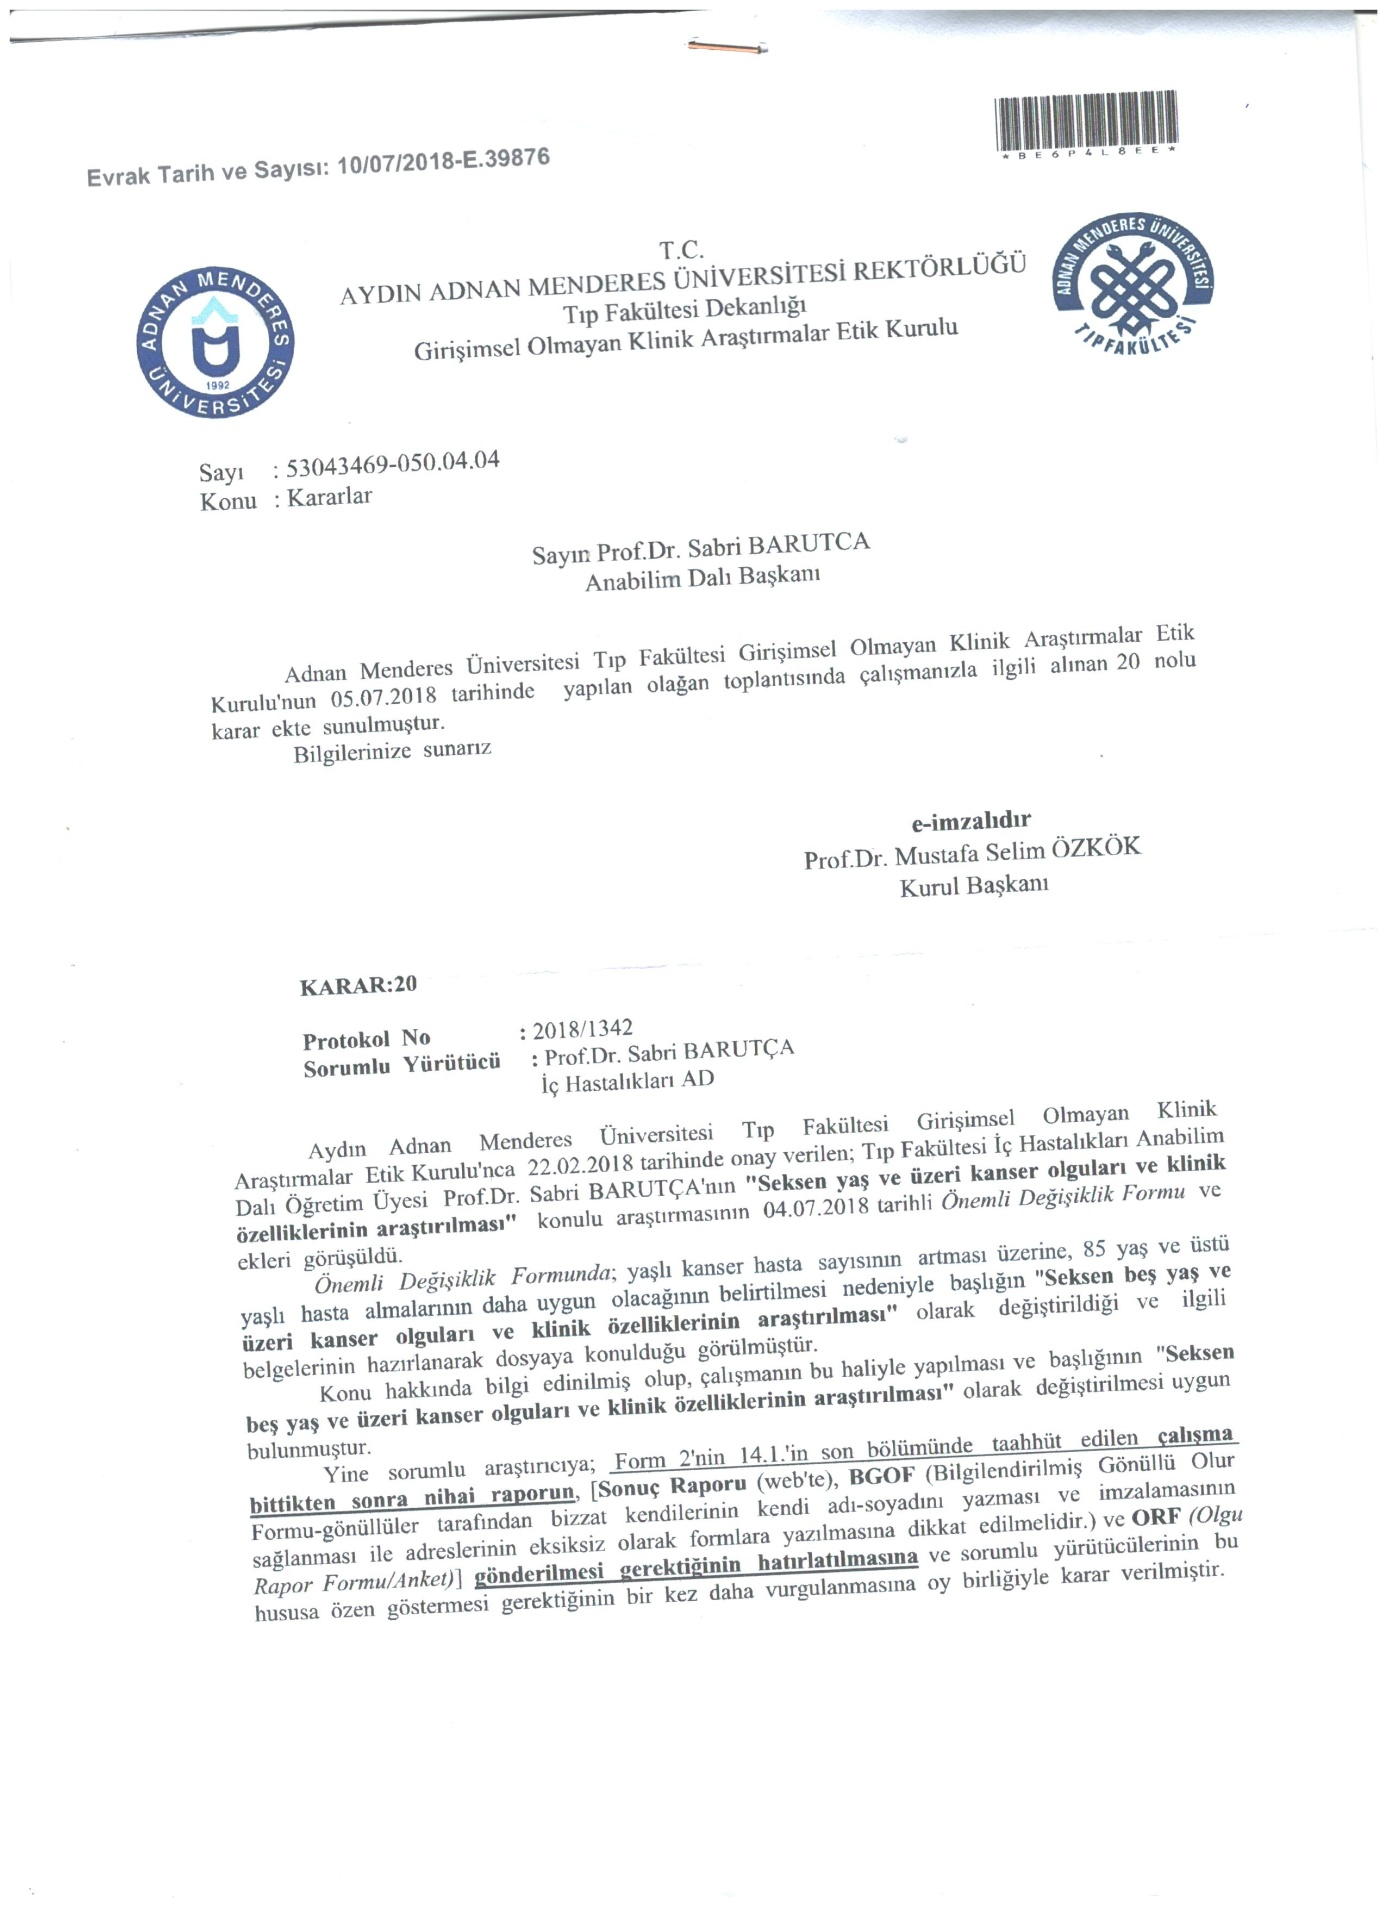 *BE6P4L8EE*
Evrak Tarih ve Sayısı: 10/07/2018-E.39876
T.C.
AYDIN ADNAN MENDERES ÜNİVERSİTESİ REKTÖRLÜĞÜ
Tıp Fakültesi Dekanlığı
Girişimsel Olmayan Klinik Araştırmalar Etik Kurulu
ADNAN MENDERES ÜNİVERSİTESİ
1992
ADNAN MENDERES ÜNİVERSİTESİ
TIP FAKÜLTESİ
Sayı : 53043469-050.04.04
Konu : Kararlar
Sayın Prof.Dr. Sabri BARUTCA
Anabilim Dalı Başkanı
Adnan Menderes Üniversitesi Tıp Fakültesi Girişimsel Olmayan Klinik Araştırmalar Etik
Kurulu'nun 05.07.2018 tarihinde yapılan olağan toplantısında çalışmanızla ilgili alınan 20 nolu
karar ekte sunulmuştur.
Bilgilerinize sunarız
e-imzalıdır
Prof.Dr. Mustafa Selim ÖZKÖK
Kurul Başkanı
KARAR:20
Protokol No : 2018/1342
Sorumlu Yürütücü : Prof.Dr. Sabri BARUTÇA
İç Hastalıkları AD
Aydın Adnan Menderes Üniversitesi Tıp Fakültesi Girişimsel Olmayan Klinik
Araştırmalar Etik Kurulu'nca 22.02.2018 tarihinde onay verilen; Tıp Fakültesi İç Hastalıkları Anabilim
Dalı Öğretim Üyesi Prof.Dr. Sabri BARUTÇA'nın "Seksen yaş ve üzeri kanser olguları ve klinik
özelliklerinin araştırılması" konulu araştırmasının 04.07.2018 tarihli Önemli Değişiklik Formu ve
ekleri görüşüldü.
Önemli Değişiklik Formunda; yaşlı kanser hasta sayısının artması üzerine, 85 yaş ve üstü
yaşlı hasta almalarının daha uygun olacağının belirtilmesi nedeniyle başlığın "Seksen beş yaş ve
üzeri kanser olguları ve klinik özelliklerinin araştırılması" olarak değiştirildiği ve ilgili
belgelerinin hazırlanarak dosyaya konulduğu görülmüştür.
Konu hakkında bilgi edinilmiş olup, çalışmanın bu haliyle yapılması ve başlığının "Seksen
beş yaş ve üzeri kanser olguları ve klinik özelliklerinin araştırılması" olarak değiştirilmesi uygun
bulunmuştur.
Yine sorumlu araştırıcıya; Form 2'nin 14.1.'in son bölümünde taahhüt edilen çalışma
bittikten sonra nihai raporun, [Sonuç Raporu (web'te), BGOF (Bilgilendirilmiş Gönüllü Olur
Formu-gönüllüler tarafından bizzat kendilerinin kendi adı-soyadını yazması ve imzalamasının
sağlanması ile adreslerinin eksiksiz olarak formlara yazılmasına dikkat edilmelidir.) ve ORF (Olgu
Rapor Formu/Anket)] gönderilmesi gerektiğinin hatırlatılmasına ve sorumlu yürütücülerinin bu
hususa özen göstermesi gerektiğinin bir kez daha vurgulanmasına oy birliğiyle karar verilmiştir.